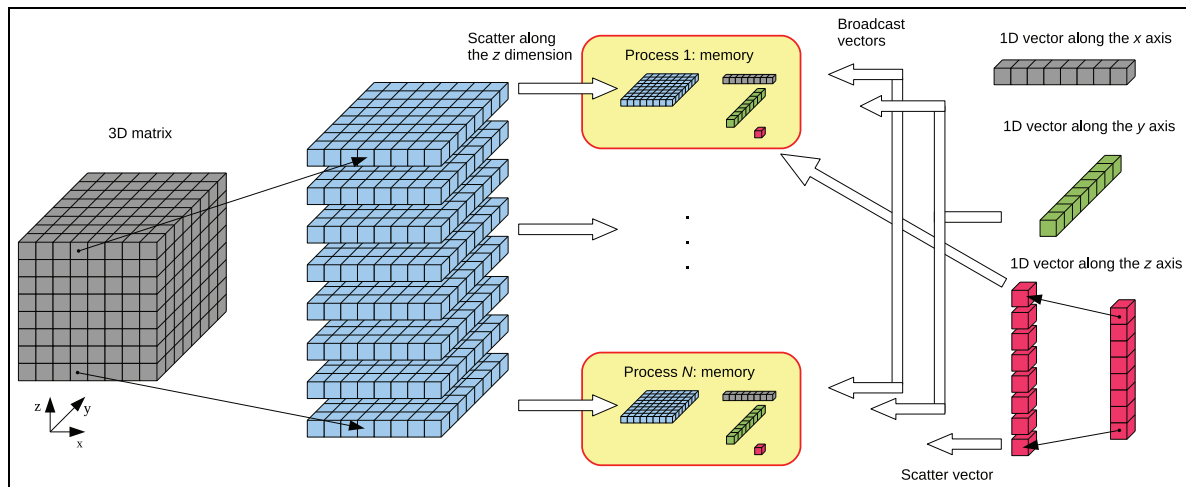 3D matrix
z
y
x
Scatter along
the z dimension
Process 1: memory
.
.
.
Process N: memory
Broadcast
vectors
1D vector along the x axis
1D vector along the y axis
1D vector along the z axis
Scatter vector